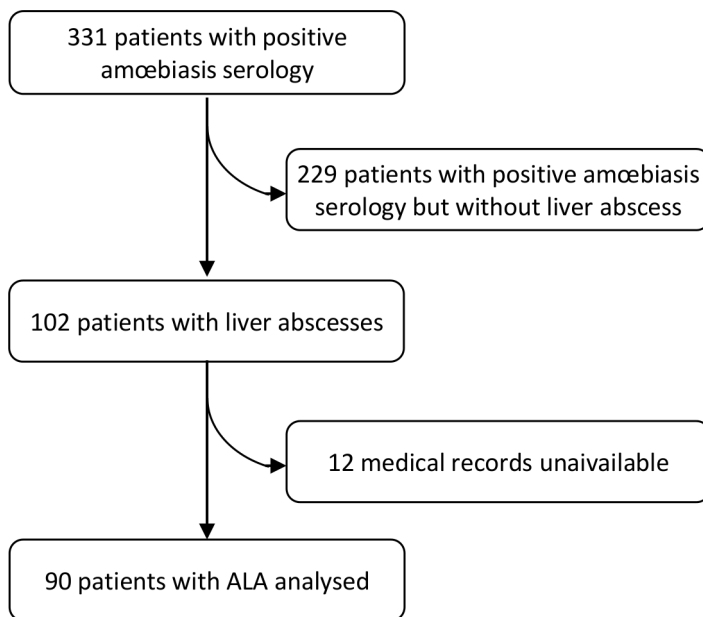 331 patients with positive
amœbiasis serology
229 patients with positive amœbiasis
serology but without liver abscess
102 patients with liver abscesses
12 medical records unaivailable
90 patients with ALA analysed